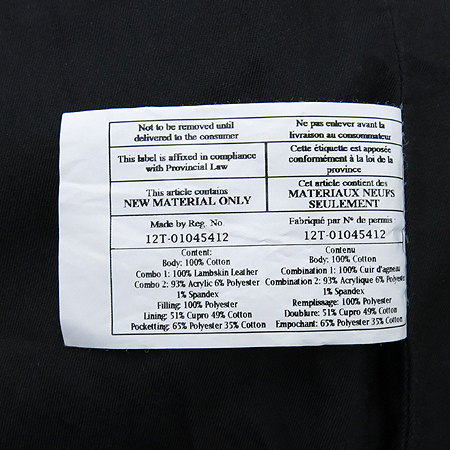 Not to be removed until
delivered to the consumer
Ne pas enlever avant la
livraison au consommateur
This label is affixed in compliance
with Provincial Law
Cette étiquette est apposée
conformément à la loi de la
province
This article contains
NEW MATERIAL ONLY
Cet article contient des
MATERIAUX NEUFS
SEULEMENT
Made by Reg. No.
12T-01045412
Fabriqué par Nº de permis :
12T-01045412
Content:
Body: 100% Cotton
Combo 1: 100% Lambskin Leather
Combo 2: 93% Acrylic 6% Polyester
1% Spandex
Filling: 100% Polyester
Lining: 51% Cupro 49% Cotton
Pocketting: 65% Polyester 35% Cotton
Contenu
Body: 100% Cotton
Combination 1: 100% Cuir d'agneau
Combination 2: 93% Acrylique 6% Polyester
1% Spandex
Remplissage: 100% Polyester
Doublure: 51% Cupro 49% Cotton
Empochant: 65% Polyester 35% Cotton